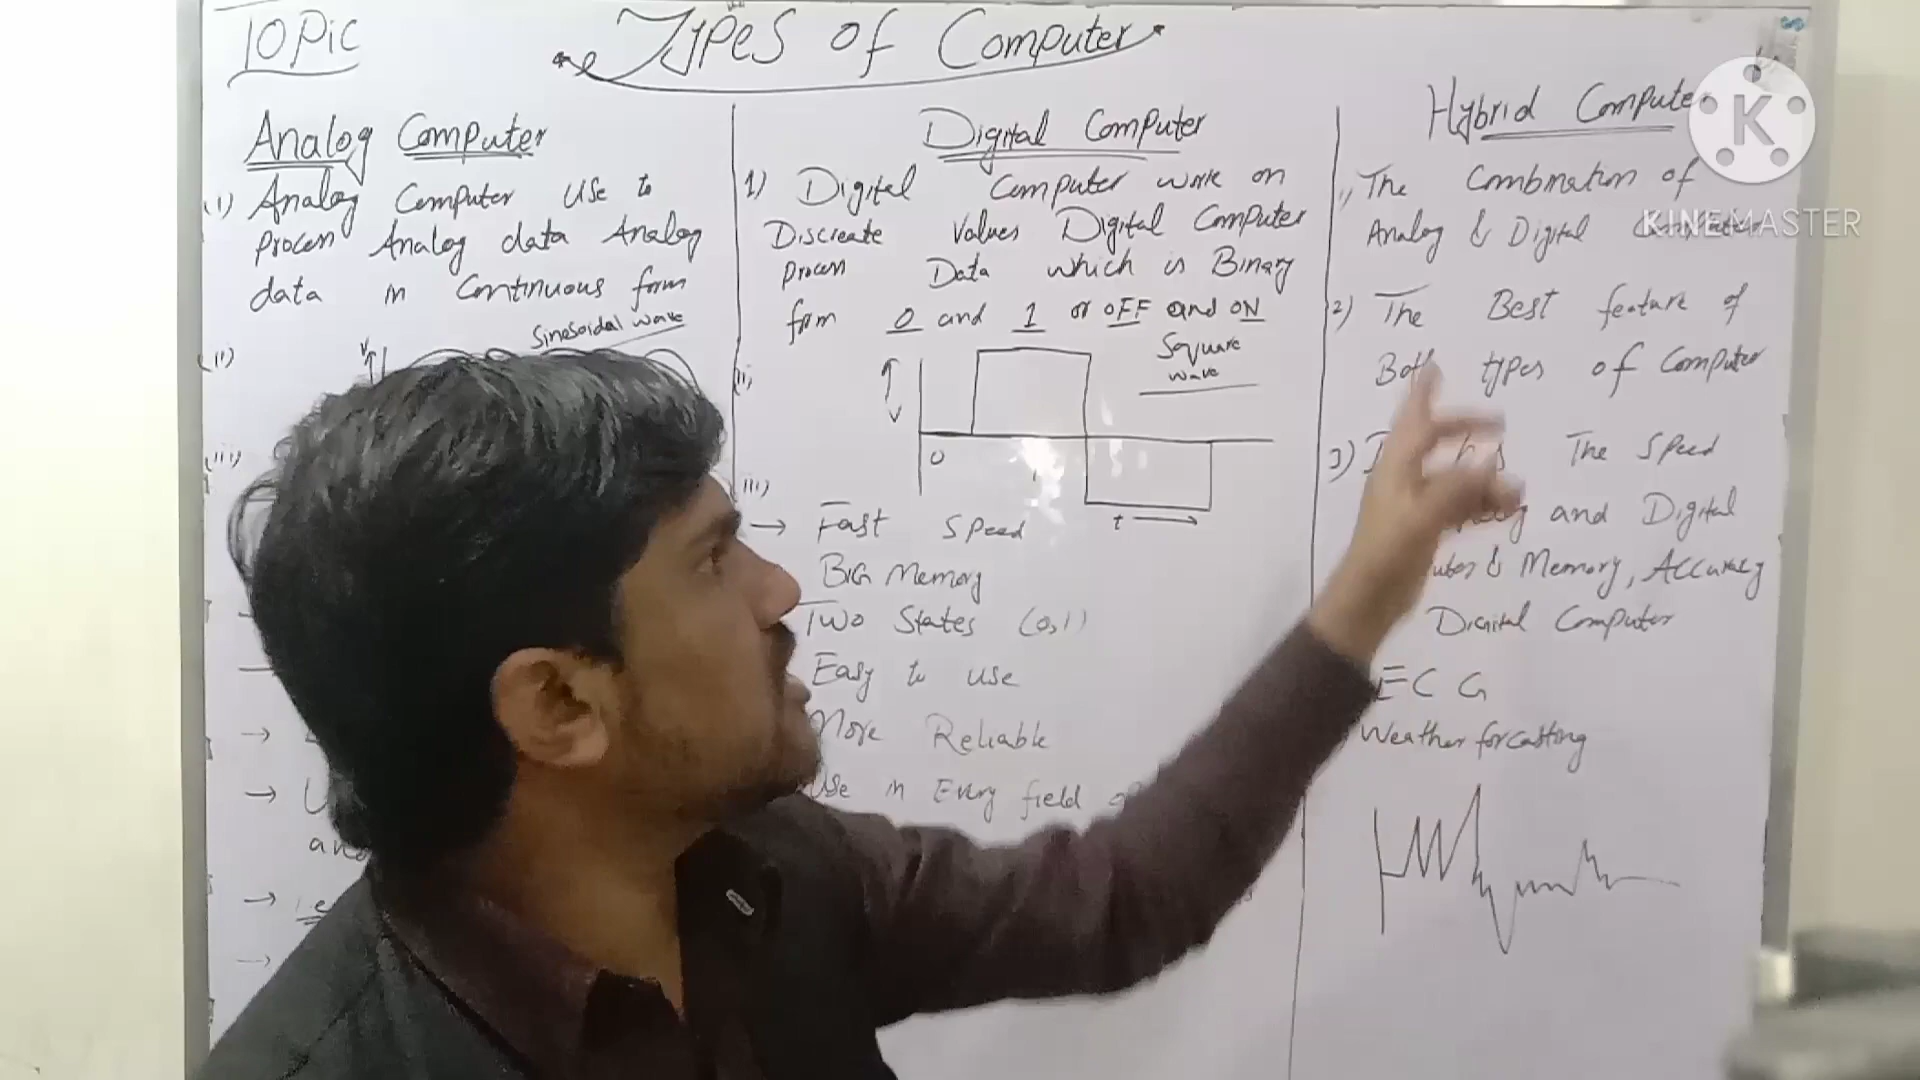 TOPic
Types of Computer
Analog Computer
(i) Analog Computer Use to
Process Analog data Analog
data in Continuous form
Sinesoidal wave
(ii) V
(iii)
and
Digital Computer
1) Digital Computer work on
Discreate Values Digital Computer
Process Data which is Binary
from 0 and 1 or OFF and ON
(ii)
Square
wave
0
t
(iii)
→ Fast Speed
BiG Memory
Two States (0,1)
Easy to use
More Reliable
Use in Every field
Hybrid Computer
1) The Combination of
Analog & Digital
2) The Best feature of
Both types of Computer
3) The Speed
and Digital
& Memory, Accuracy
Digital Computer
ECG
Weather forcasting
K
KINEMASTER